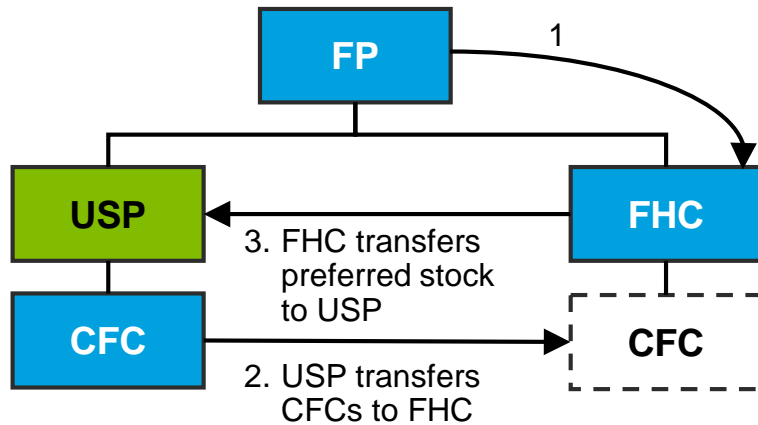 FP
1
USP
FHC
3. FHC transfers
preferred stock
to USP
CFC
CFC
2. USP transfers
CFCs to FHC